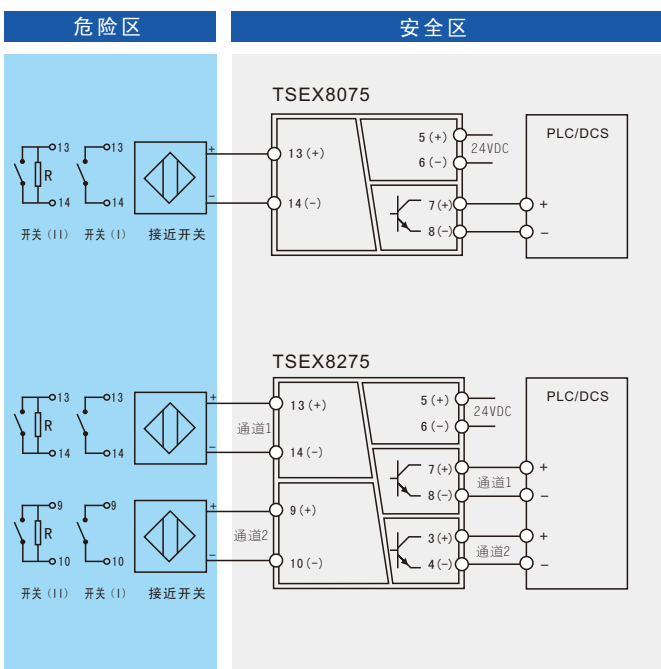 危险区
安全区
TSEX8075
13
13
+
13(+)
5(+)
24VDC
6(-)
PLC/DCS
R
14
14
−
14(-)
7(+)
+
8(-)
−
开关(II)
开关(I)
接近开关
TSEX8275
13
13
+
13(+)
5(+)
24VDC
6(-)
PLC/DCS
R
通道1
14
14
−
14(-)
7(+)
+
通道1
8(-)
−
9
9
+
9(+)
R
通道2
3(+)
+
通道2
10
10
−
10(-)
4(-)
−
开关(II)
开关(I)
接近开关